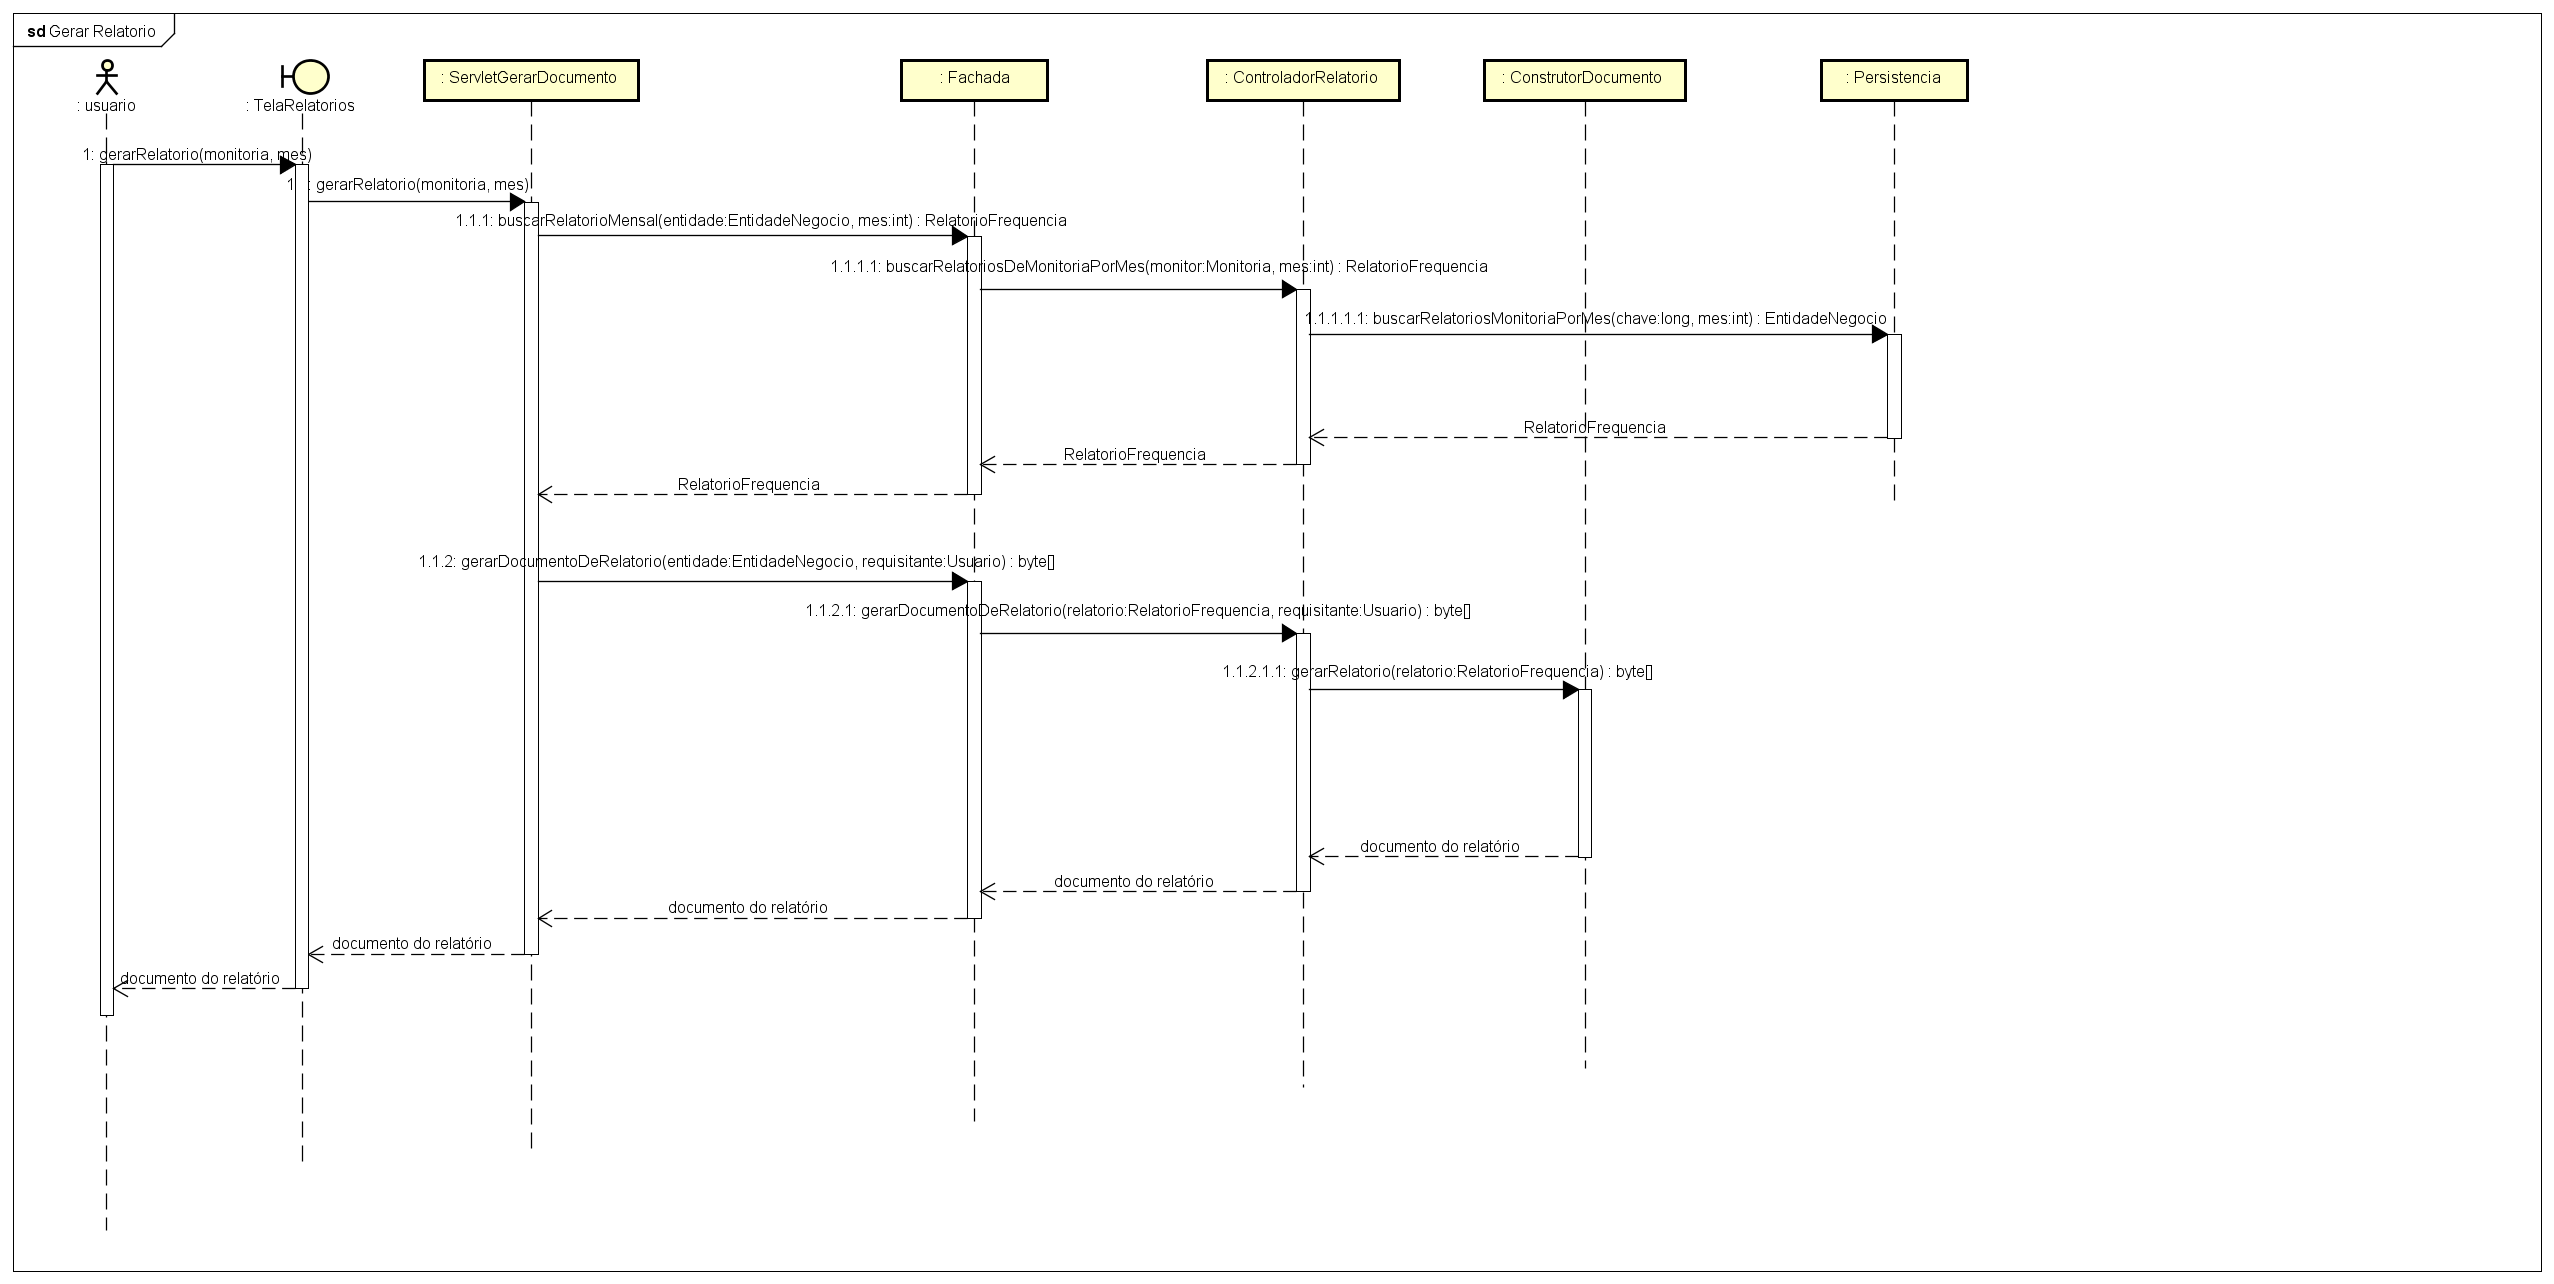 sd Gerar Relatorio
: usuario
: TelaRelatorios
: ServletGerarDocumento
: Fachada
: ControladorRelatorio
: ConstrutorDocumento
: Persistencia
1: gerarRelatorio(monitoria, mes)
: gerarRelatorio(monitoria, mes)
1.1.1: buscarRelatorioMensal(entidade:EntidadeNegocio, mes:int) : RelatorioFrequencia
1.1.1.1: buscarRelatoriosDeMonitoriaPorMes(monitor:Monitoria, mes:int) : RelatorioFrequencia
1.1.1.1.1: buscarRelatoriosMonitoriaPorMes(chave:long, mes:int) : EntidadeNegocio
RelatorioFrequencia
RelatorioFrequencia
RelatorioFrequencia
1.1.2: gerarDocumentoDeRelatorio(entidade:EntidadeNegocio, requisitante:Usuario) : byte[]
1.1.2.1: gerarDocumentoDeRelatorio(relatorio:RelatorioFrequencia, requisitante:Usuario) : byte[]
1.1.2.1.1: gerarRelatorio(relatorio:RelatorioFrequencia) : byte[]
documento do relatório
documento do relatório
documento do relatório
documento do relatório
documento do relatório